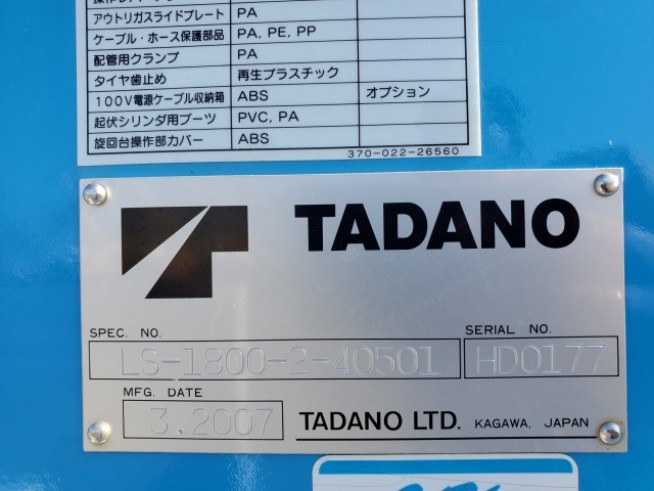 アウトリガスライドプレート PA
ケーブル・ホース保護部品 PA, PE, PP
配管用クランプ PA
タイヤ歯止め 再生プラスチック
100V電源ケーブル収納箱 ABS オプション
起伏シリンダ用ブーツ PVC, PA
旋回台操作部カバー ABS
370-022-26560
TADANO
SPEC. NO. SERIAL NO.
LS-1800-2-40501 HD0177
MFG. DATE
3.2007 TADANO LTD. KAGAWA, JAPAN